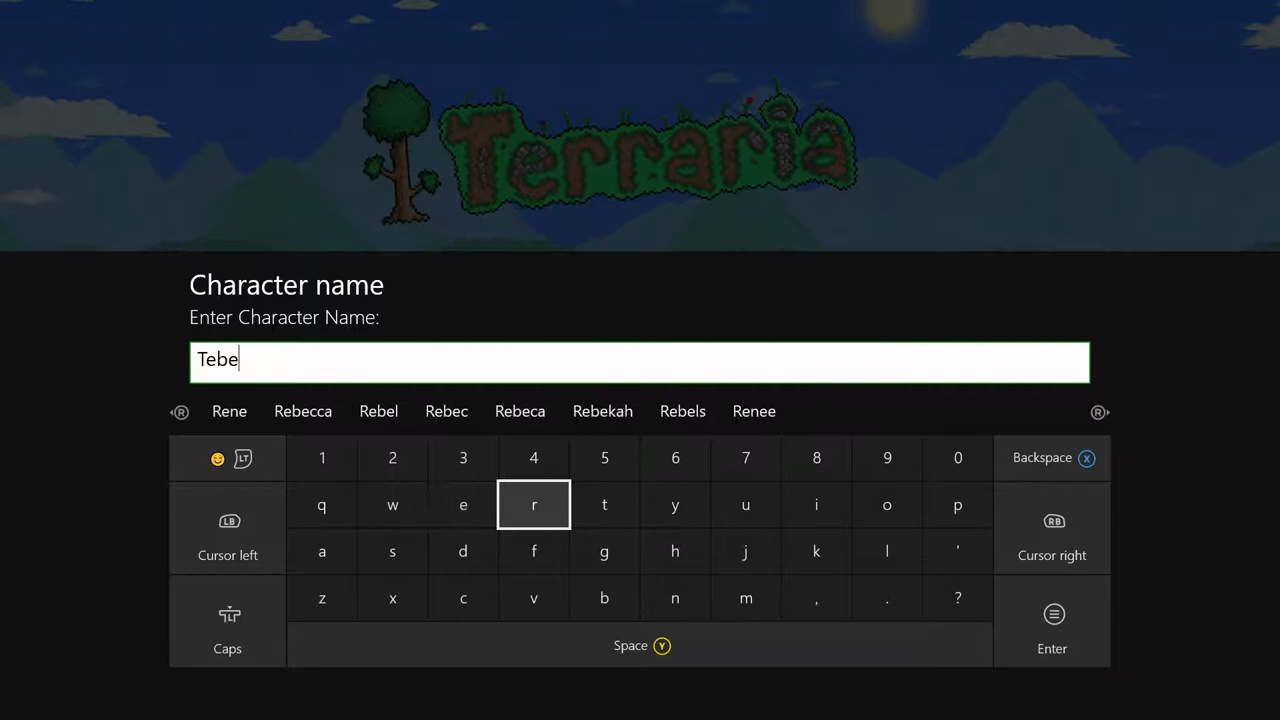 Terraria
Character name
Enter Character Name:
Tebe
R Rene Rebecca Rebel Rebec Rebeca Rebekah Rebels Renee R
LT 1 2 3 4 5 6 7 8 9 0 Backspace X
q w e r t y u i o p
LB RB
Cursor left a s d f g h j k l ' Cursor right
z x c v b n m , . ?
LT
Caps Space Y Enter